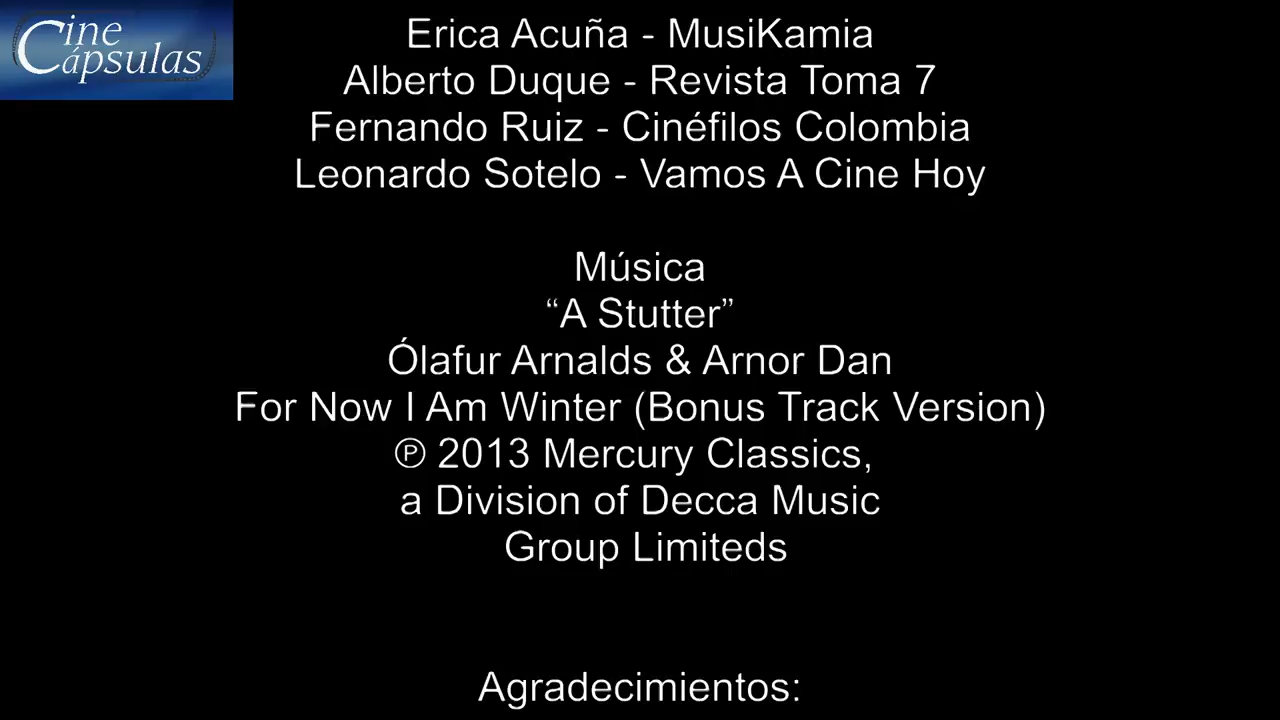 Cine
Cápsulas
Erica Acuña - MusiKamia
Alberto Duque - Revista Toma 7
Fernando Ruiz - Cinéfilos Colombia
Leonardo Sotelo - Vamos A Cine Hoy
Música
“A Stutter”
Ólafur Arnalds & Arnor Dan
For Now I Am Winter (Bonus Track Version)
℗ 2013 Mercury Classics,
a Division of Decca Music
Group Limiteds
Agradecimientos: